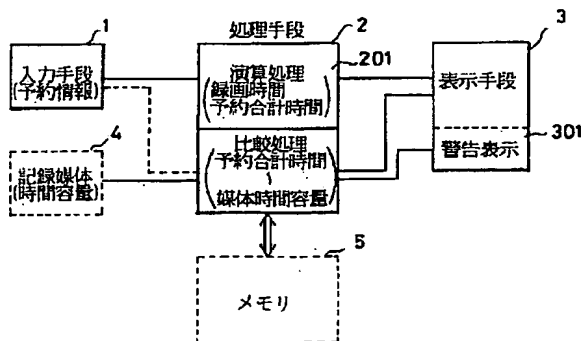 1
入力手段
(予約情報)
4
記録媒体
(時間容量)
処理手段
2
201
演算処理
(録画時間
予約合計時間)
比較処理
(予約合計時間
~
媒体時間容量)
5
メモリ
3
表示手段
301
警告表示